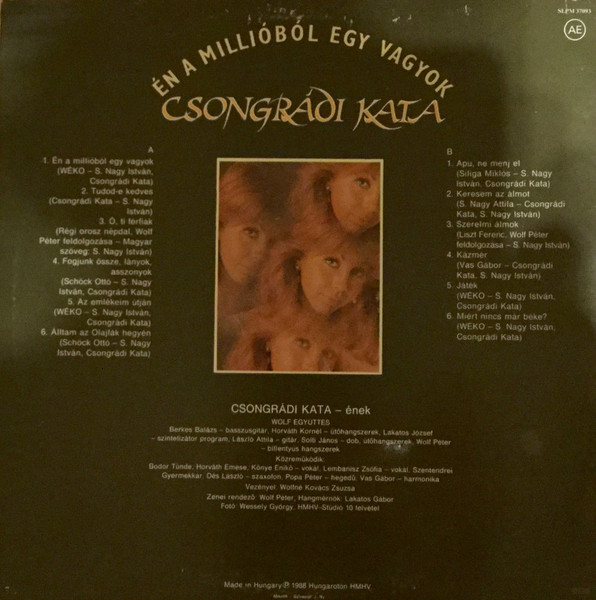 SLPM 37093
AE
ÉN A MILLIÓBÓL EGY VAGYOK
CSONGRÁDI KATA
A
1. Én a millióból egy vagyok
(WÉKÓ – S. Nagy István,
Csongrádi Kata)
2. Tudod-e kedves
(Csongrádi Kata – S. Nagy
István)
3. Ó, ti férfiak
(Régi orosz népdal, Wolf
Péter feldolgozása – Magyar
szöveg: S. Nagy István)
4. Fogjunk össze, lányok,
asszonyok
(Schöck Ottó – S. Nagy
István, Csongrádi Kata)
5. Az emlékeim útján
(WÉKÓ – S. Nagy István,
Csongrádi Kata)
6. Álltam az Olajfák hegyén
(Schöck Ottó – S. Nagy
István, Csongrádi Kata)
B
1. Apu, ne menj el
(Siliga Miklós – S. Nagy
István, Csongrádi Kata)
2. Keresem az álmot
(S. Nagy Attila – Csongrádi
Kata, S. Nagy István)
3. Szerelmi álmok
(Liszt Ferenc, Wolf Péter
feldolgozása – S. Nagy István)
4. Kázmér
(Vas Gábor – Csongrádi
Kata, S. Nagy István)
5. Játék
(WÉKÓ – S. Nagy István,
Csongrádi Kata)
6. Miért nincs már béke?
(WÉKÓ – S. Nagy István,
Csongrádi Kata)
CSONGRÁDI KATA – ének
WOLF EGYÜTTES
Berkes Balázs – basszusgitár, Horváth Kornél – ütőhangszerek, Lakatos József
– szintetizátor program, László Attila – gitár, Solti János – dob, ütőhangszerek, Wolf Péter
– billentyűs hangszerek
Közreműködik:
Bodor Tünde, Horváth Emese, Könye Enikő – vokál, Lembanisz Zsófia – vokál, Szentendrei
Gyermekkar, Dés László – szaxofon, Popa Péter – hegedű, Vas Gábor – harmonika
Vezényel: Wolfné Kovács Zsuzsa
Zenei rendező: Wolf Péter, Hangmérnök: Lakatos Gábor
Fotó: Wessely György, HMHV-Stúdió 10 felvétel
Made in Hungary ℗ 1988 Hungaroton HMHV